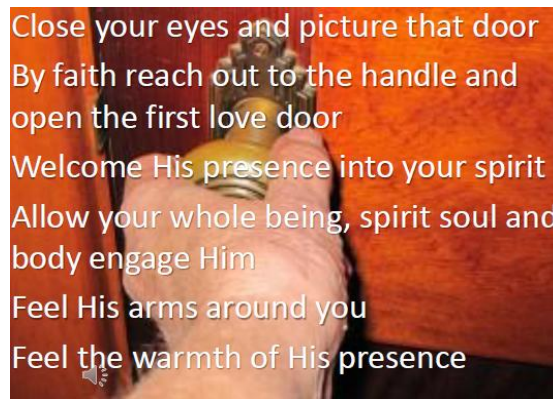 Close your eyes and picture that door
By faith reach out to the handle and
open the first love door
Welcome His presence into your spirit
Allow your whole being, spirit soul and
body engage Him
Feel His arms around you
Feel the warmth of His presence